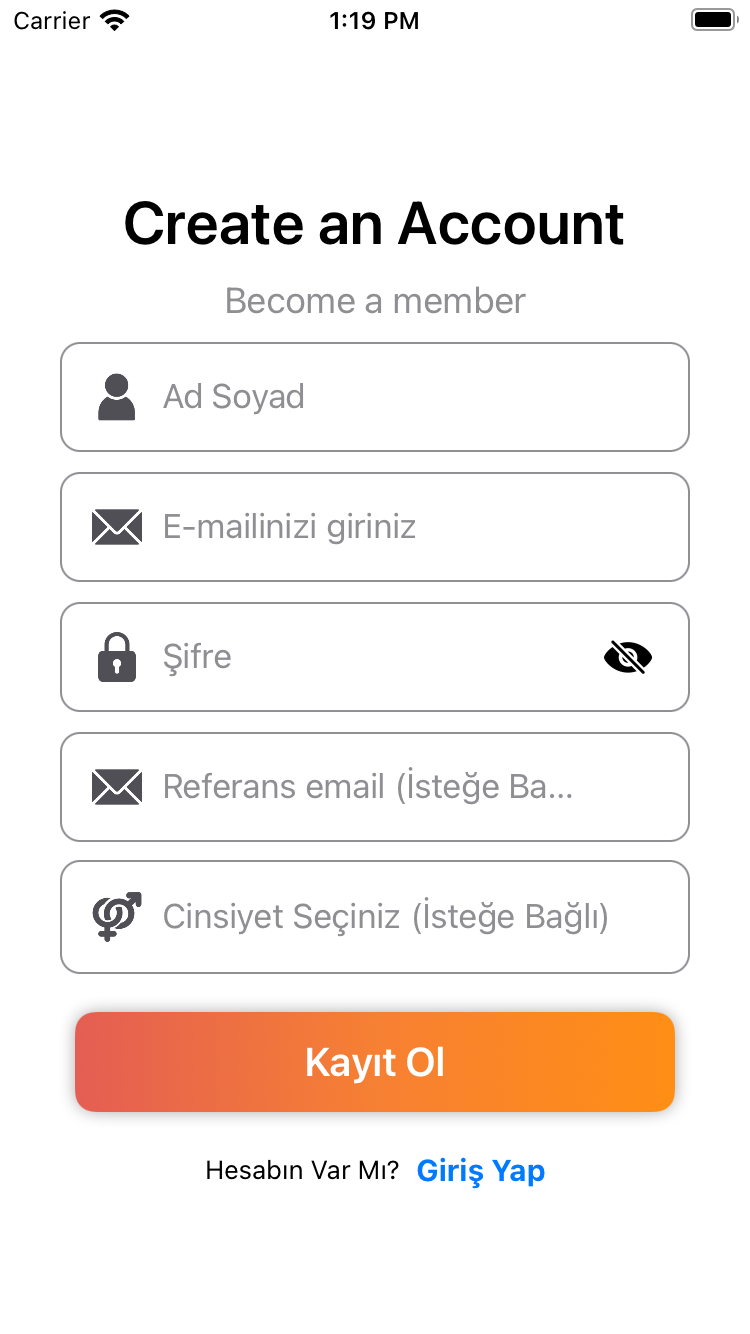 Carrier 1:19 PM
Create an Account
Become a member
Ad Soyad
E-mailinizi giriniz
Şifre
Referans email (İsteğe Ba...
Cinsiyet Seçiniz (İsteğe Bağlı)
Kayıt Ol
Hesabın Var Mı? Giriş Yap